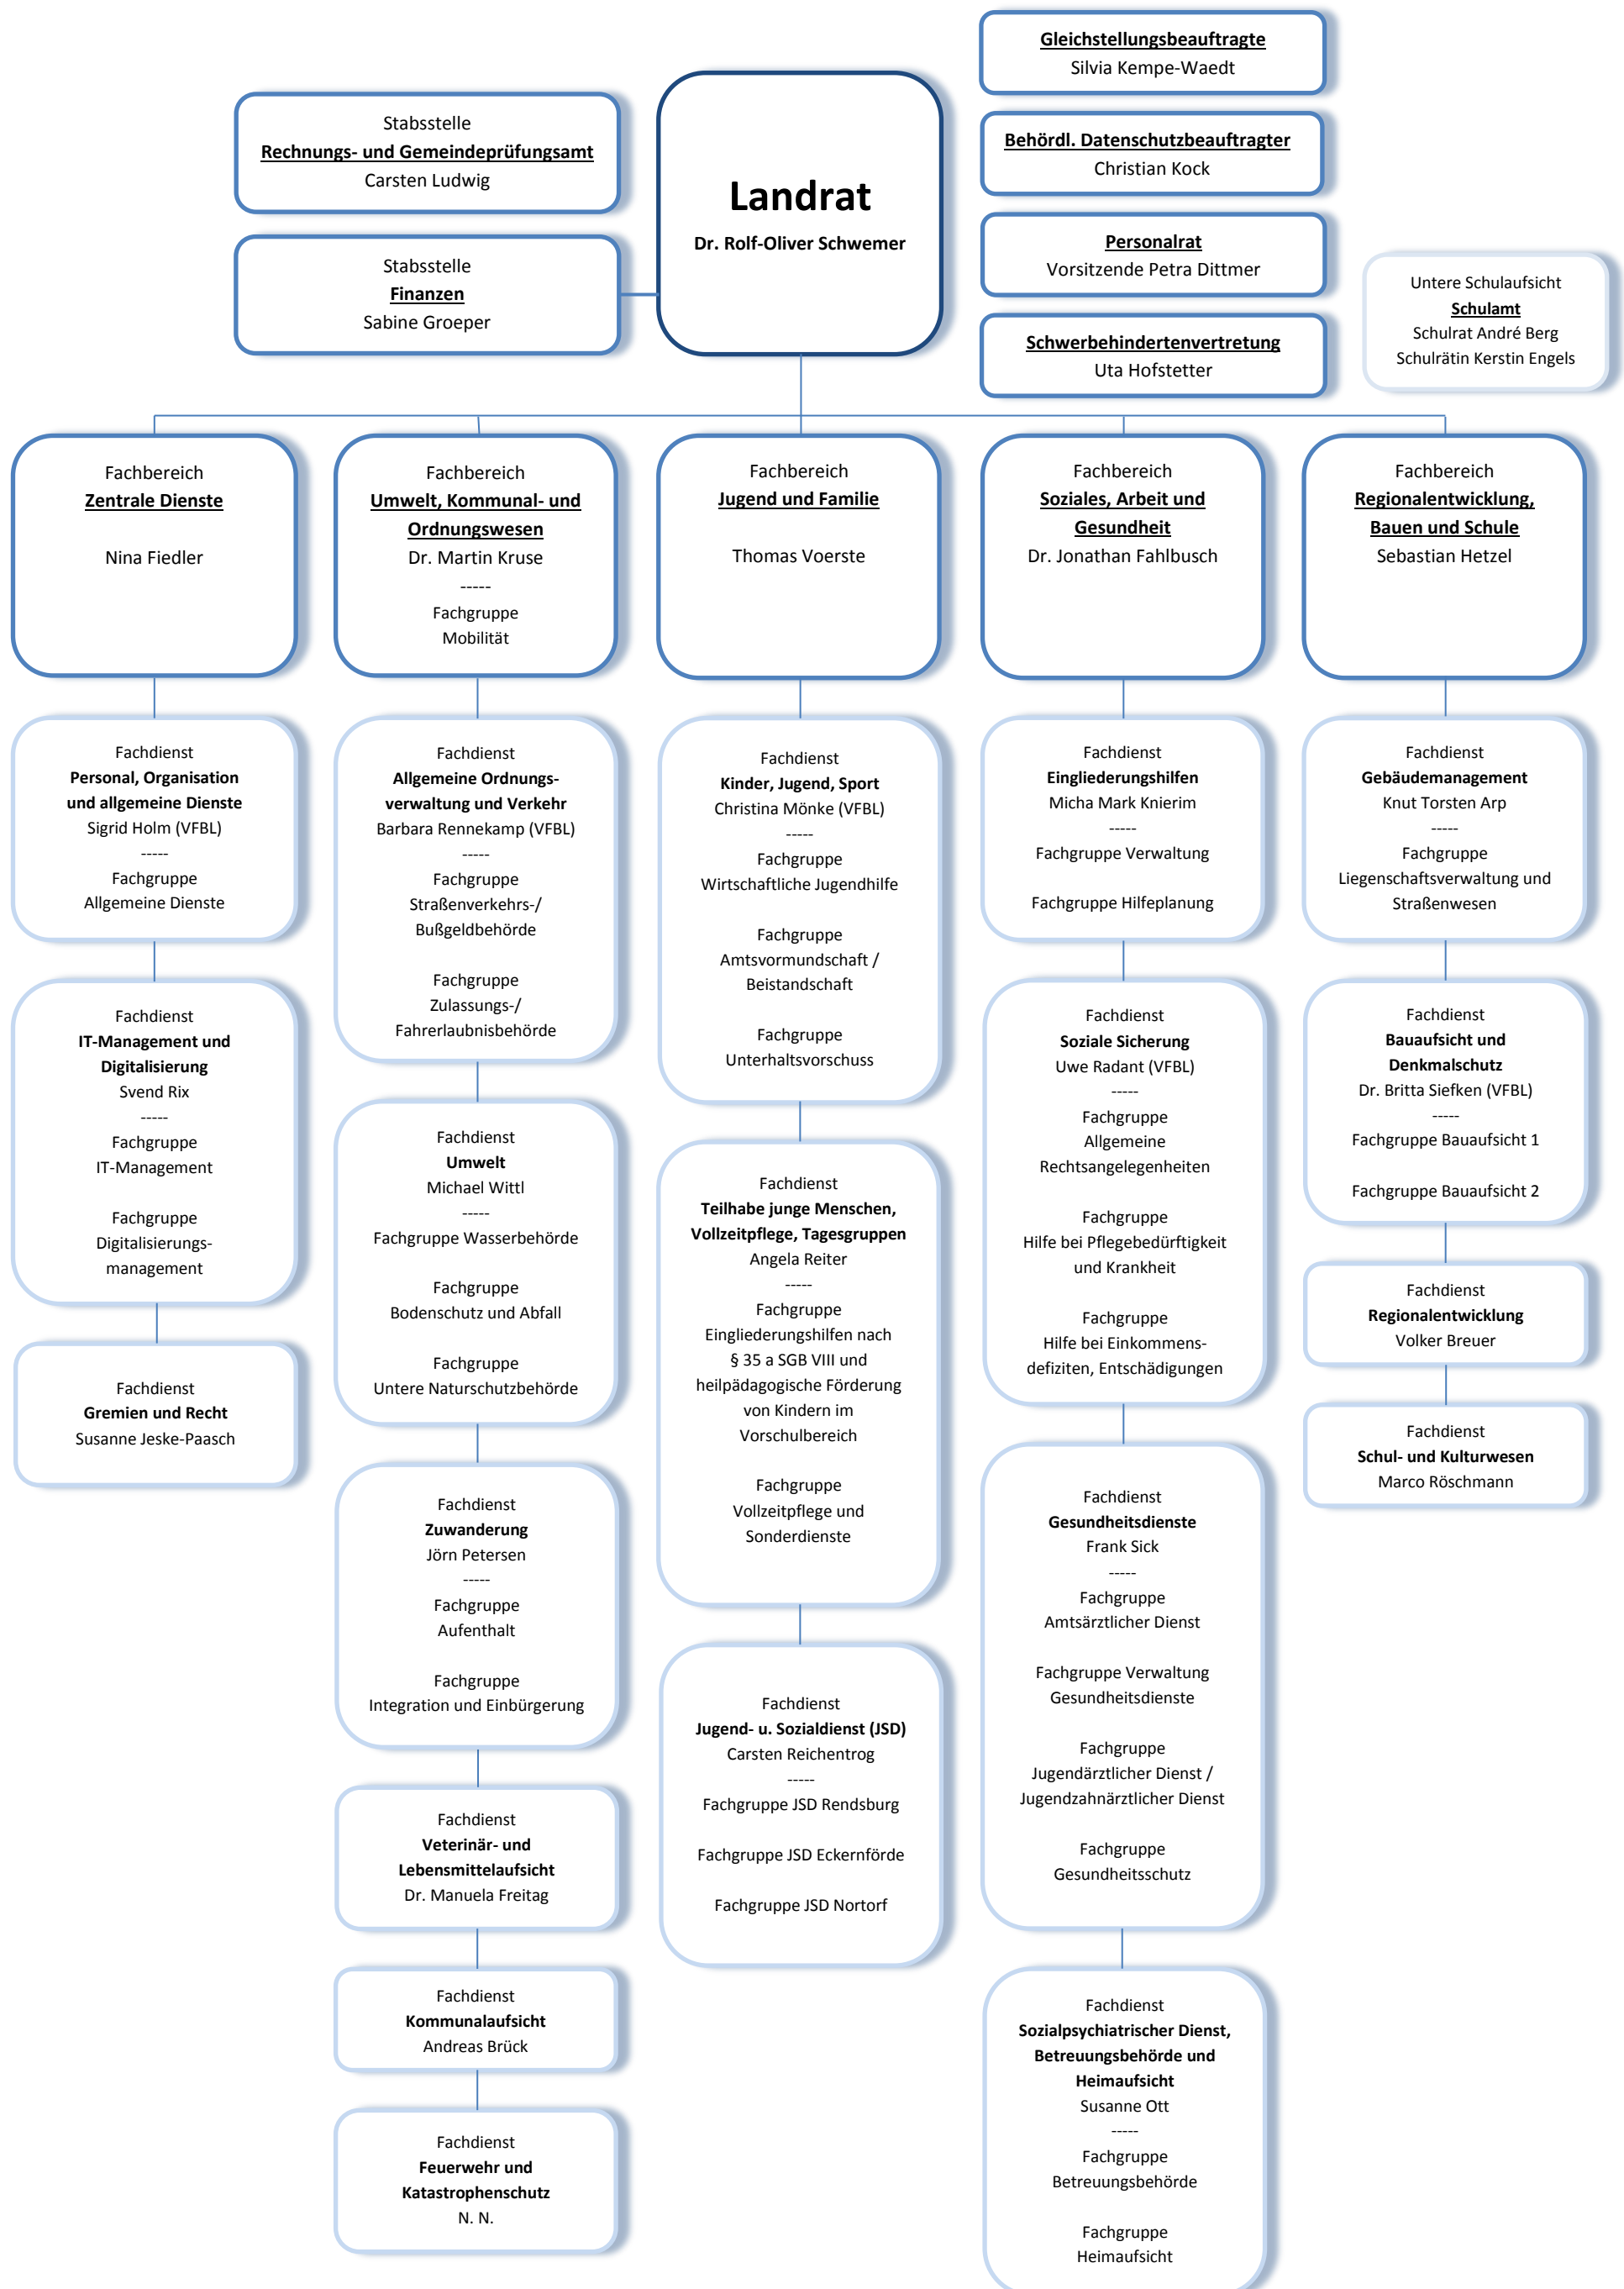 Gleichstellungsbeauftragte
Silvia Kempe-Waedt
Stabsstelle
Rechnungs- und Gemeindeprüfungsamt
Carsten Ludwig
Behördl. Datenschutzbeauftragter
Christian Kock
Landrat
Dr. Rolf-Oliver Schwemer
Stabsstelle
Finanzen
Sabine Groeper
Personalrat
Vorsitzende Petra Dittmer
Untere Schulaufsicht
Schulamt
Schulrat André Berg
Schulrätin Kerstin Engels
Schwerbehindertenvertretung
Uta Hofstetter
Fachbereich
Zentrale Dienste
Nina Fiedler
Fachdienst
Personal, Organisation
und allgemeine Dienste
Sigrid Holm (VFBL)
-----
Fachgruppe
Allgemeine Dienste
Fachdienst
IT-Management und
Digitalisierung
Svend Rix
-----
Fachgruppe
IT-Management
Fachgruppe
Digitalisierungs-
management
Fachdienst
Gremien und Recht
Susanne Jeske-Paasch
Fachbereich
Umwelt, Kommunal- und
Ordnungswesen
Dr. Martin Kruse
-----
Fachgruppe
Mobilität
Fachdienst
Allgemeine Ordnungs-
verwaltung und Verkehr
Barbara Rennekamp (VFBL)
-----
Fachgruppe
Straßenverkehrs-/
Bußgeldbehörde
Fachgruppe
Zulassungs-/
Fahrerlaubnisbehörde
Fachdienst
Umwelt
Michael Wittl
-----
Fachgruppe Wasserbehörde
Fachgruppe
Bodenschutz und Abfall
Fachgruppe
Untere Naturschutzbehörde
Fachdienst
Zuwanderung
Jörn Petersen
-----
Fachgruppe
Aufenthalt
Fachgruppe
Integration und Einbürgerung
Fachdienst
Veterinär- und
Lebensmittelaufsicht
Dr. Manuela Freitag
Fachdienst
Kommunalaufsicht
Andreas Brück
Fachdienst
Feuerwehr und
Katastrophenschutz
N. N.
Fachbereich
Jugend und Familie
Thomas Voerste
Fachdienst
Kinder, Jugend, Sport
Christina Mönke (VFBL)
-----
Fachgruppe
Wirtschaftliche Jugendhilfe
Fachgruppe
Amtsvormundschaft /
Beistandschaft
Fachgruppe
Unterhaltsvorschuss
Fachdienst
Teilhabe junge Menschen,
Vollzeitpflege, Tagesgruppen
Angela Reiter
-----
Fachgruppe
Eingliederungshilfen nach
§ 35 a SGB VIII und
heilpädagogische Förderung
von Kindern im
Vorschulbereich
Fachgruppe
Vollzeitpflege und
Sonderdienste
Fachdienst
Jugend- u. Sozialdienst (JSD)
Carsten Reichentrog
-----
Fachgruppe JSD Rendsburg
Fachgruppe JSD Eckernförde
Fachgruppe JSD Nortorf
Fachbereich
Soziales, Arbeit und
Gesundheit
Dr. Jonathan Fahlbusch
Fachdienst
Eingliederungshilfen
Micha Mark Knierim
-----
Fachgruppe Verwaltung
Fachgruppe Hilfeplanung
Fachdienst
Soziale Sicherung
Uwe Radant (VFBL)
-----
Fachgruppe
Allgemeine
Rechtsangelegenheiten
Fachgruppe
Hilfe bei Pflegebedürftigkeit
und Krankheit
Fachgruppe
Hilfe bei Einkommens-
defiziten, Entschädigungen
Fachdienst
Gesundheitsdienste
Frank Sick
-----
Fachgruppe
Amtsärztlicher Dienst
Fachgruppe Verwaltung
Gesundheitsdienste
Fachgruppe
Jugendärztlicher Dienst /
Jugendzahnärztlicher Dienst
Fachgruppe
Gesundheitsschutz
Fachdienst
Sozialpsychiatrischer Dienst,
Betreuungsbehörde und
Heimaufsicht
Susanne Ott
-----
Fachgruppe
Betreuungsbehörde
Fachgruppe
Heimaufsicht
Fachbereich
Regionalentwicklung,
Bauen und Schule
Sebastian Hetzel
Fachdienst
Gebäudemanagement
Knut Torsten Arp
-----
Fachgruppe
Liegenschaftsverwaltung und
Straßenwesen
Fachdienst
Bauaufsicht und
Denkmalschutz
Dr. Britta Siefken (VFBL)
-----
Fachgruppe Bauaufsicht 1
Fachgruppe Bauaufsicht 2
Fachdienst
Regionalentwicklung
Volker Breuer
Fachdienst
Schul- und Kulturwesen
Marco Röschmann